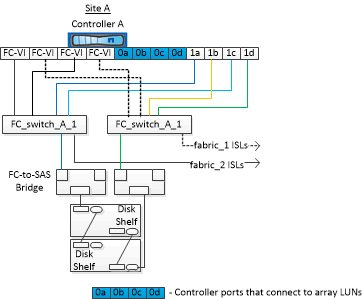 Site A
Controller A
FC-VI FC-VI FC-VI FC-VI 0a 0b 0c 0d 1a 1b 1c 1d
FC_switch_A_1 FC_switch_A_1
fabric_1 ISLs
fabric_2 ISLs
FC-to-SAS
Bridge
Disk
Shelf
Disk
Shelf
0a 0b 0c 0d - Controller ports that connect to array LUNs